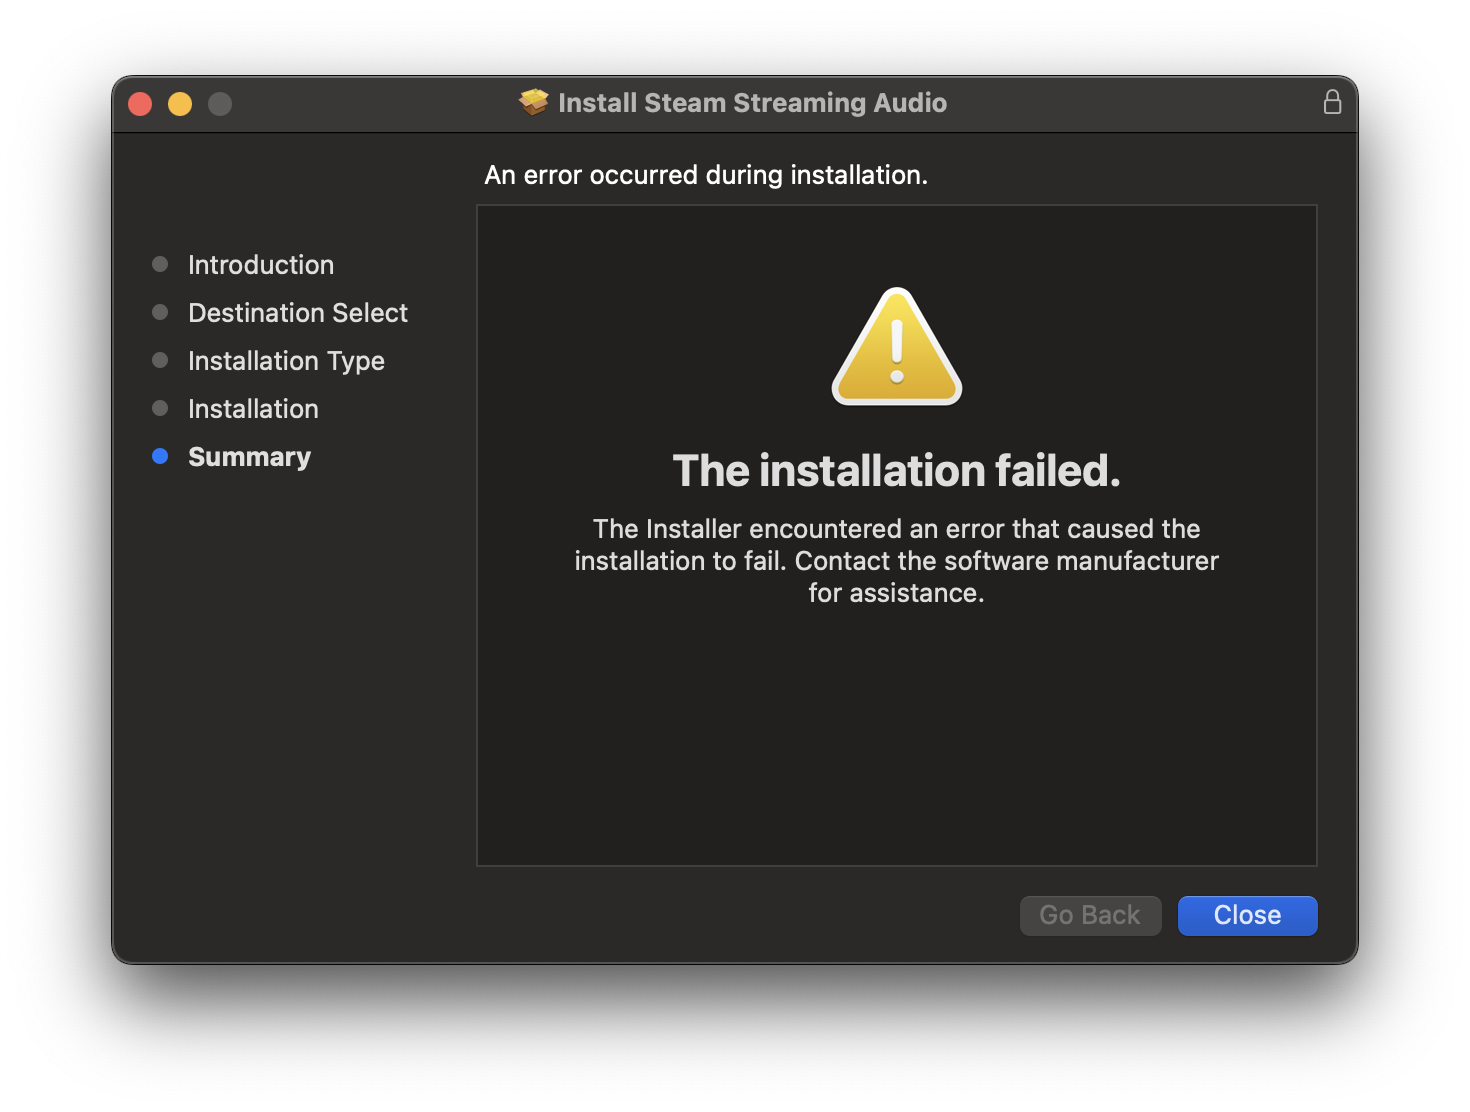 Install Steam Streaming Audio
An error occurred during installation.
Introduction
Destination Select
Installation Type
Installation
Summary
The installation failed.
The Installer encountered an error that caused the
installation to fail. Contact the software manufacturer
for assistance.
Go Back
Close